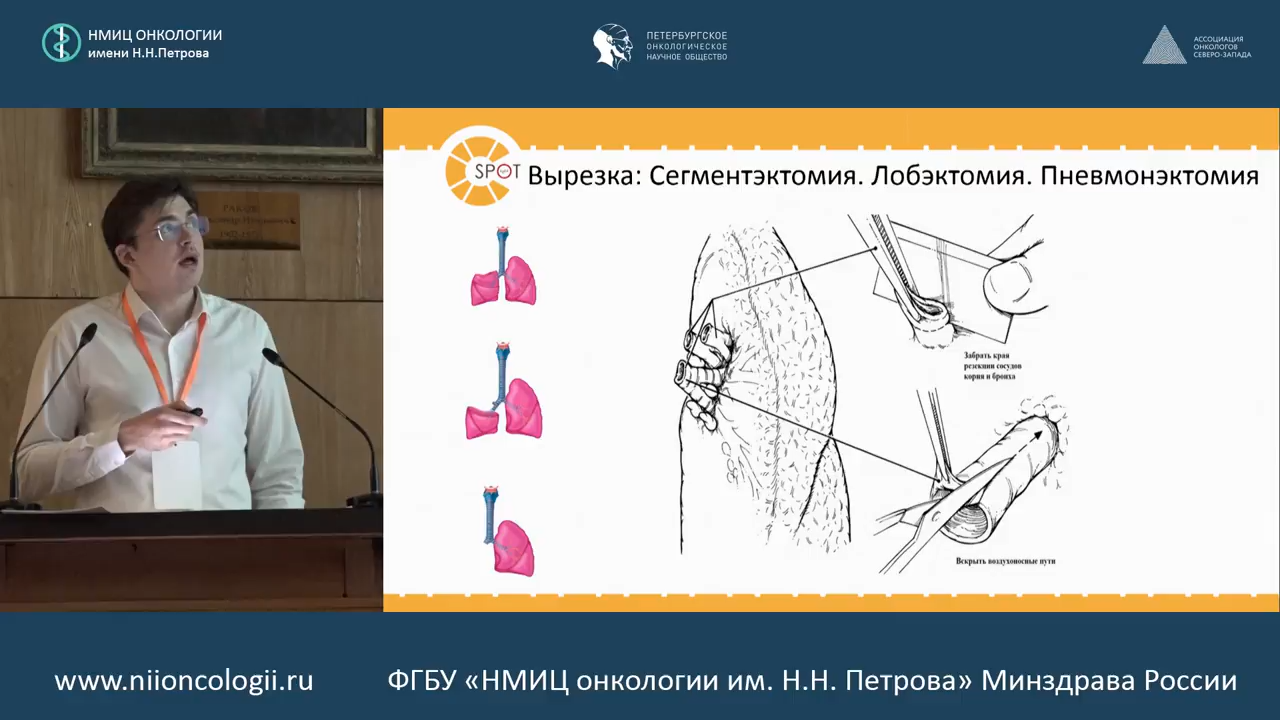 НМИЦ ОНКОЛОГИИ
имени Н.Н.Петрова
ПЕТЕРБУРГСКОЕ
ОНКОЛОГИЧЕСКОЕ
НАУЧНОЕ ОБЩЕСТВО
АССОЦИАЦИЯ
ОНКОЛОГОВ
СЕВЕРО-ЗАПАДА
SPOT
Вырезка: Сегментэктомия. Лобэктомия. Пневмонэктомия
Забрать края
резекции сосудов
корня и бронха
Вскрыть воздухоносные пути
www.niioncologii.ru
ФГБУ «НМИЦ онкологии им. Н.Н. Петрова» Минздрава России